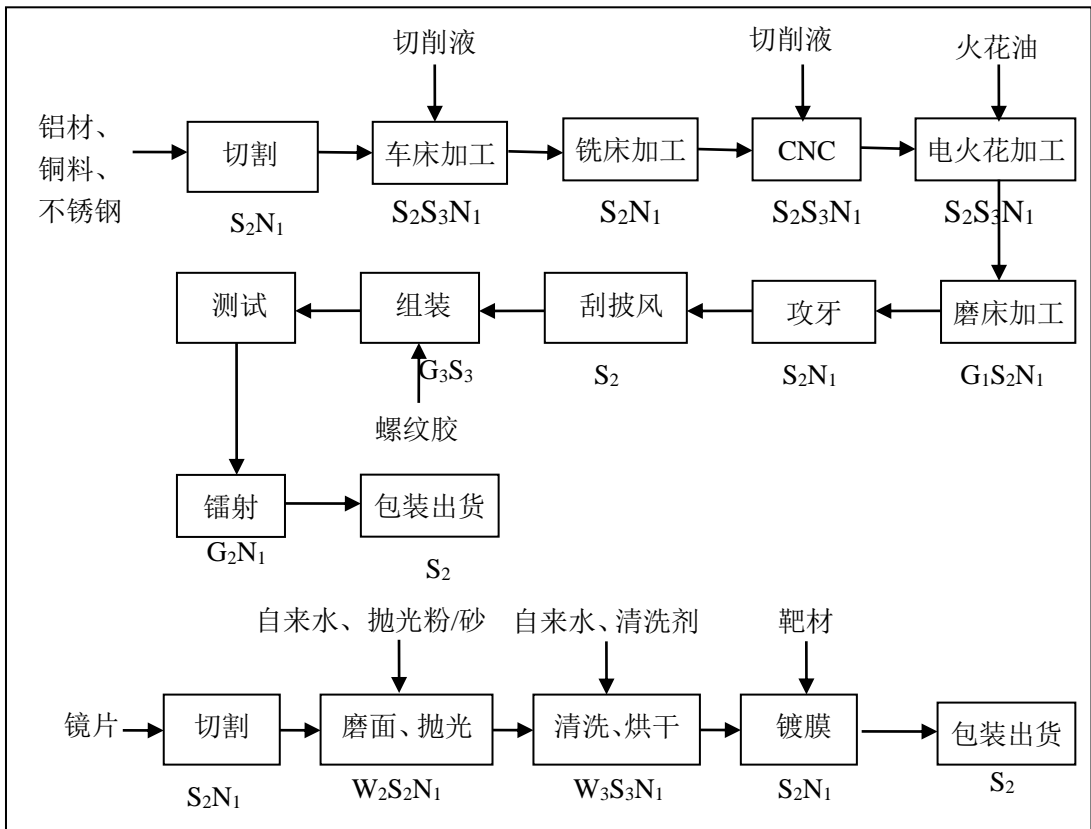 切削液 切削液 火花油
铝材、
铜料、
不锈钢
切割 车床加工 铣床加工 CNC 电火花加工
S₂N₁ S₂S₃N₁ S₂N₁ S₂S₃N₁ S₂S₃N₁
测试 组装 刮披风 攻牙 磨床加工
G₃S₃ S₂ S₂N₁ G₁S₂N₁
螺纹胶
镭射 包装出货
G₂N₁ S₂
自来水、抛光粉/砂 自来水、清洗剂 靶材
镜片 切割 磨面、抛光 清洗、烘干 镀膜 包装出货
S₂N₁ W₂S₂N₁ W₃S₃N₁ S₂N₁ S₂